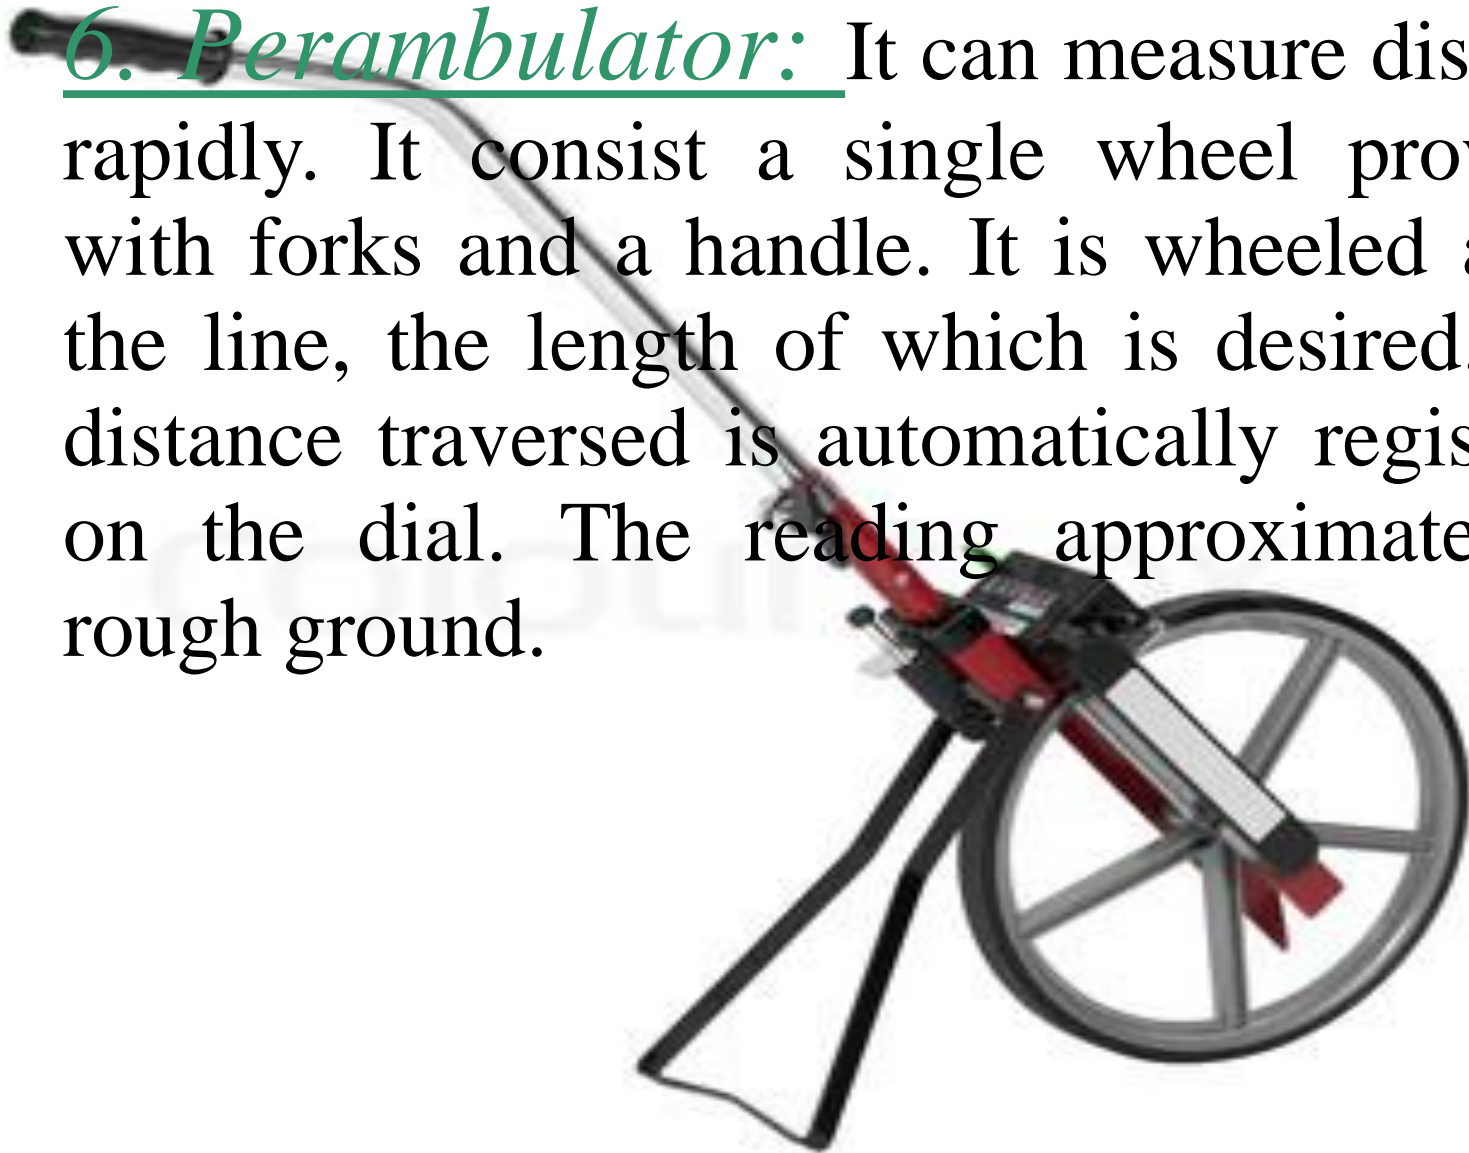 6. Perambulator: It can measure dis
rapidly. It consist a single wheel prov
with forks and a handle. It is wheeled a
the line, the length of which is desired.
distance traversed is automatically regis
on the dial. The reading approximate
rough ground.